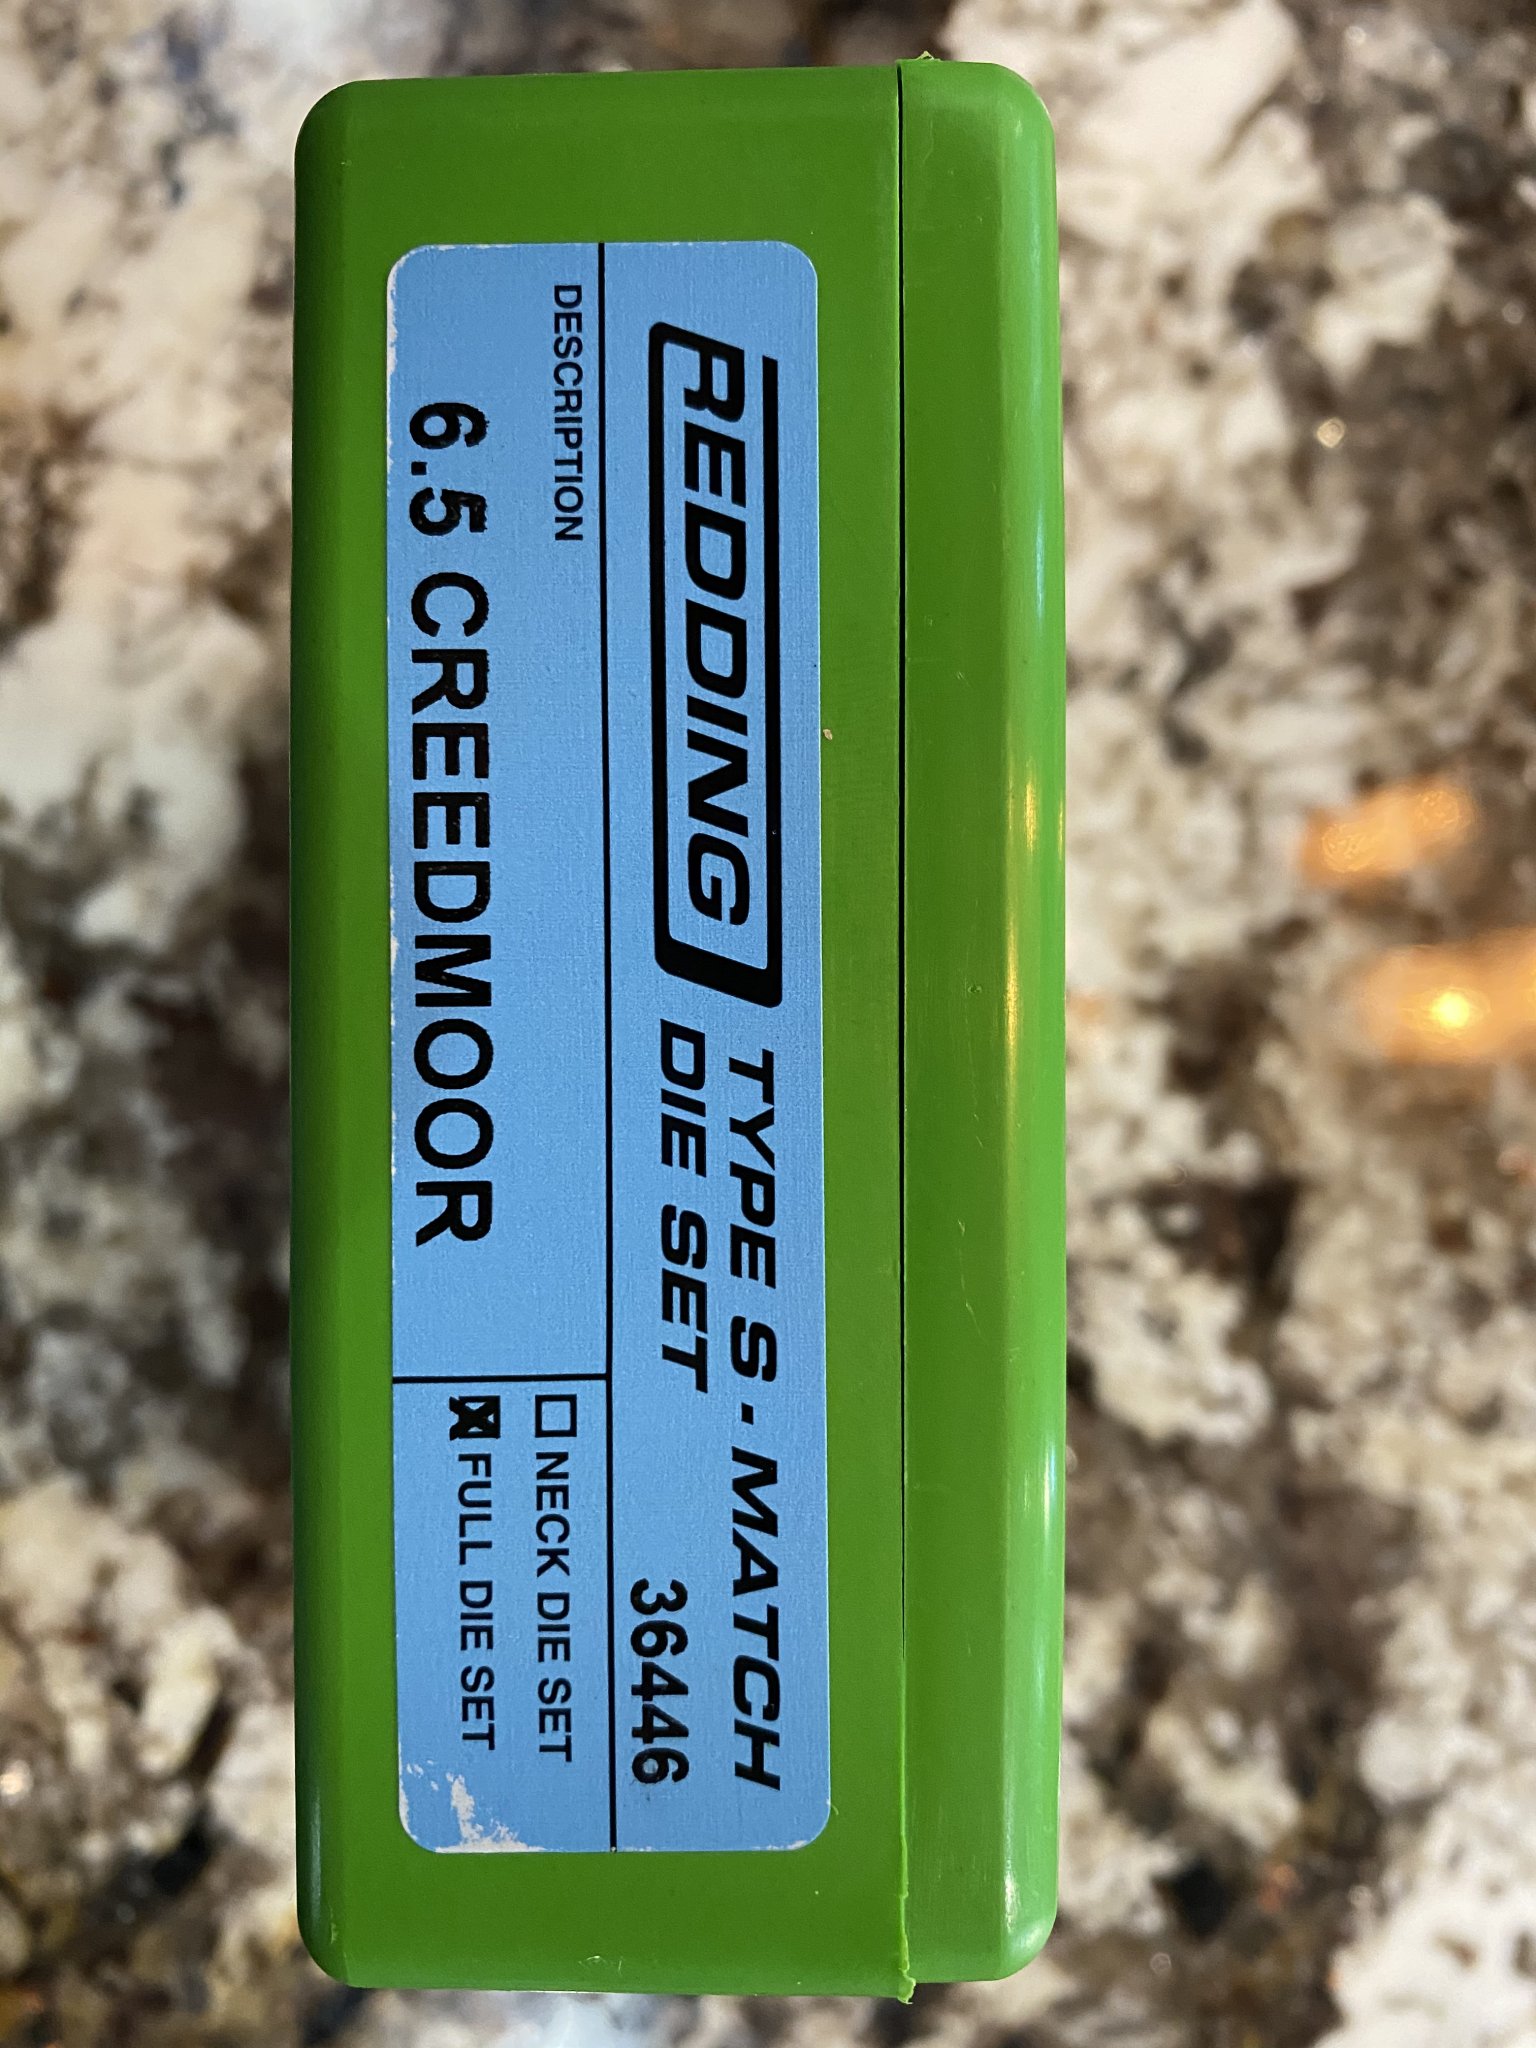 REDDING
TYPE S - MATCH
DIE SET
36446
DESCRIPTION
6.5 CREEDMOOR
NECK DIE SET
FULL DIE SET